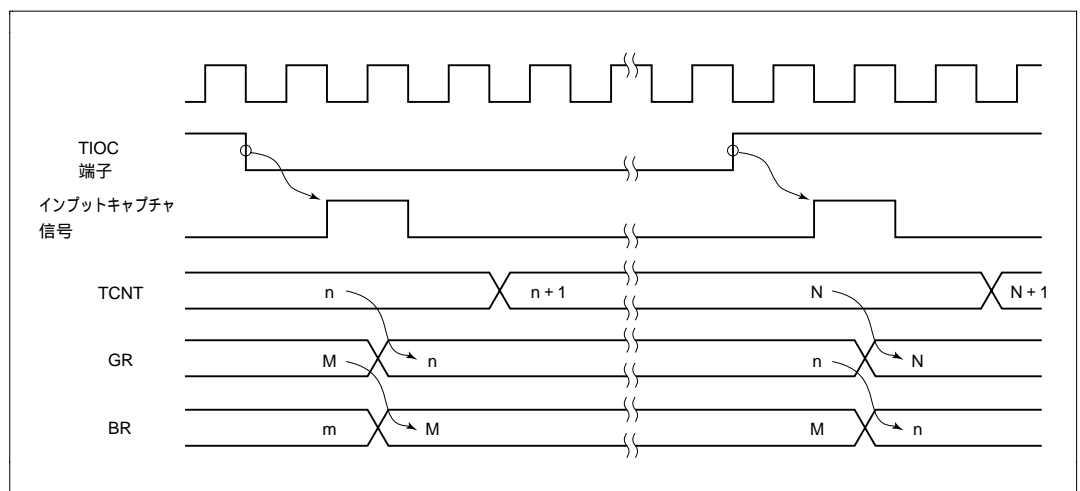 TIOC
端子
インプットキャプチャ
信号
TCNT n n + 1 N N + 1
GR M n n N
BR m M M n